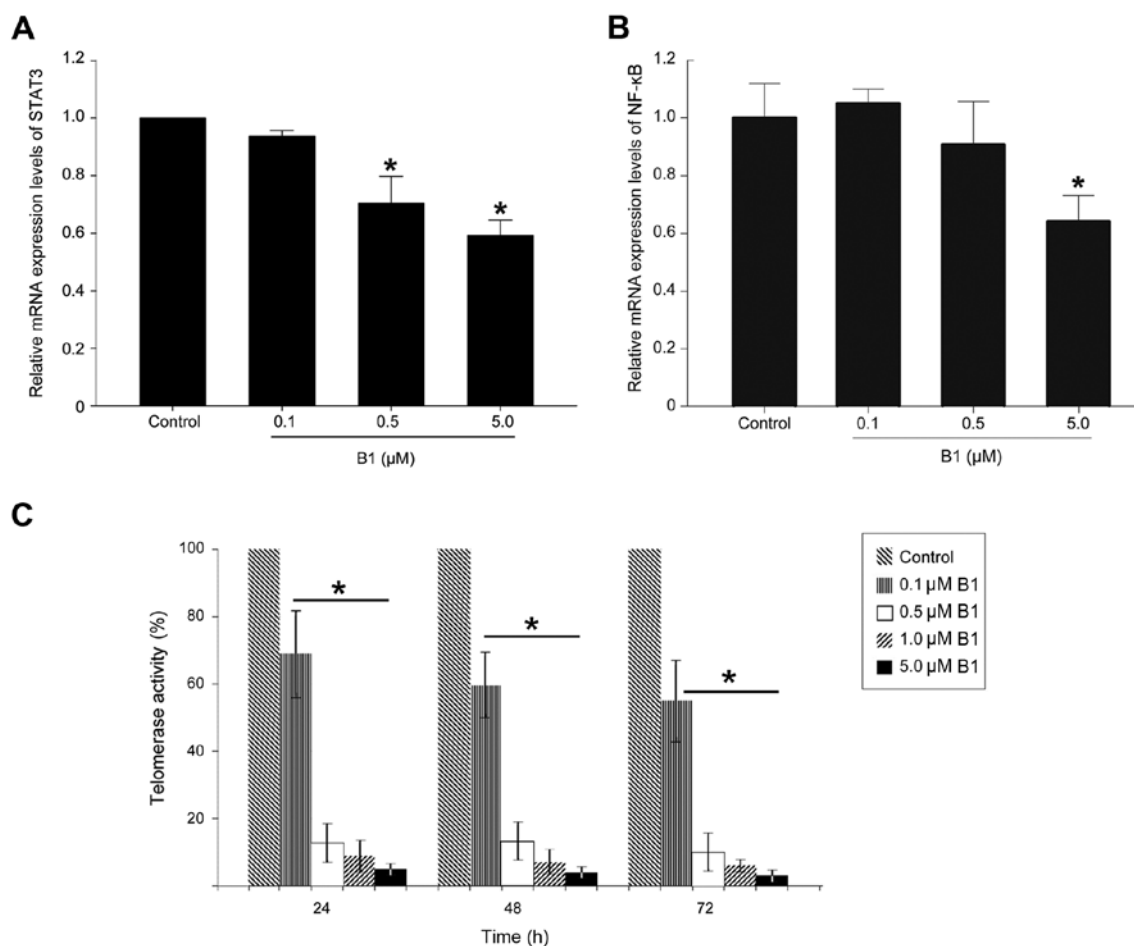 A
Relative mRNA expression levels of STAT3
1.2
1.0
0.8
0.6
0.4
0.2
0
*
*
Control
0.1
0.5
5.0
B1 (µM)
B
Relative mRNA expression levels of NF-κB
1.2
1.0
0.8
0.6
0.4
0.2
0
*
Control
0.1
0.5
5.0
B1 (µM)
C
Telomerase activity (%)
100
80
60
40
20
*
*
*
24
48
72
Time (h)
Control
0.1 µM B1
0.5 µM B1
1.0 µM B1
5.0 µM B1